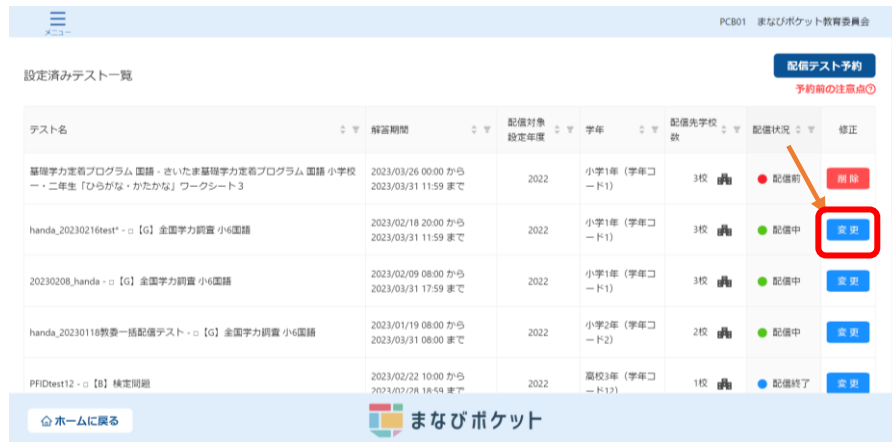 メニュー
PCB01 まなびポケット教育委員会
設定済みテスト一覧
配信テスト予約
予約前の注意点?
テスト名 解答期間 配信対象設定年度 学年 配信先学校数 配信状況 修正
基礎学力定着プログラム 国語 - さいたま基礎学力定着プログラム 国語 小学校
一・二年生「ひらがな・かたかな」ワークシート3
2023/03/26 00:00 から
2023/03/31 11:59 まで
2022
小学1年（学年コ
ード1）
3校
配信前
削 除
handa_20230216test* - □【G】全国学力調査 小6国語
2023/02/18 20:00 から
2023/03/31 11:59 まで
2022
小学1年（学年コ
ード1）
3校
配信中
変 更
20230208_handa - □【G】全国学力調査 小6国語
2023/02/09 08:00 から
2023/03/31 17:59 まで
2022
小学1年（学年コ
ード1）
3校
配信中
変 更
handa_20230118教委一括配信テスト - □【G】全国学力調査 小6国語
2023/01/19 08:00 から
2023/03/31 08:00 まで
2022
小学2年（学年コ
ード2）
2校
配信中
変 更
PFIDtest12 - □【B】検定問題
2023/02/22 10:00 から
2023/02/28 18:59 まで
2022
高校3年（学年コ
ード12）
1校
配信終了
変 更
ホームに戻る
まなびポケット